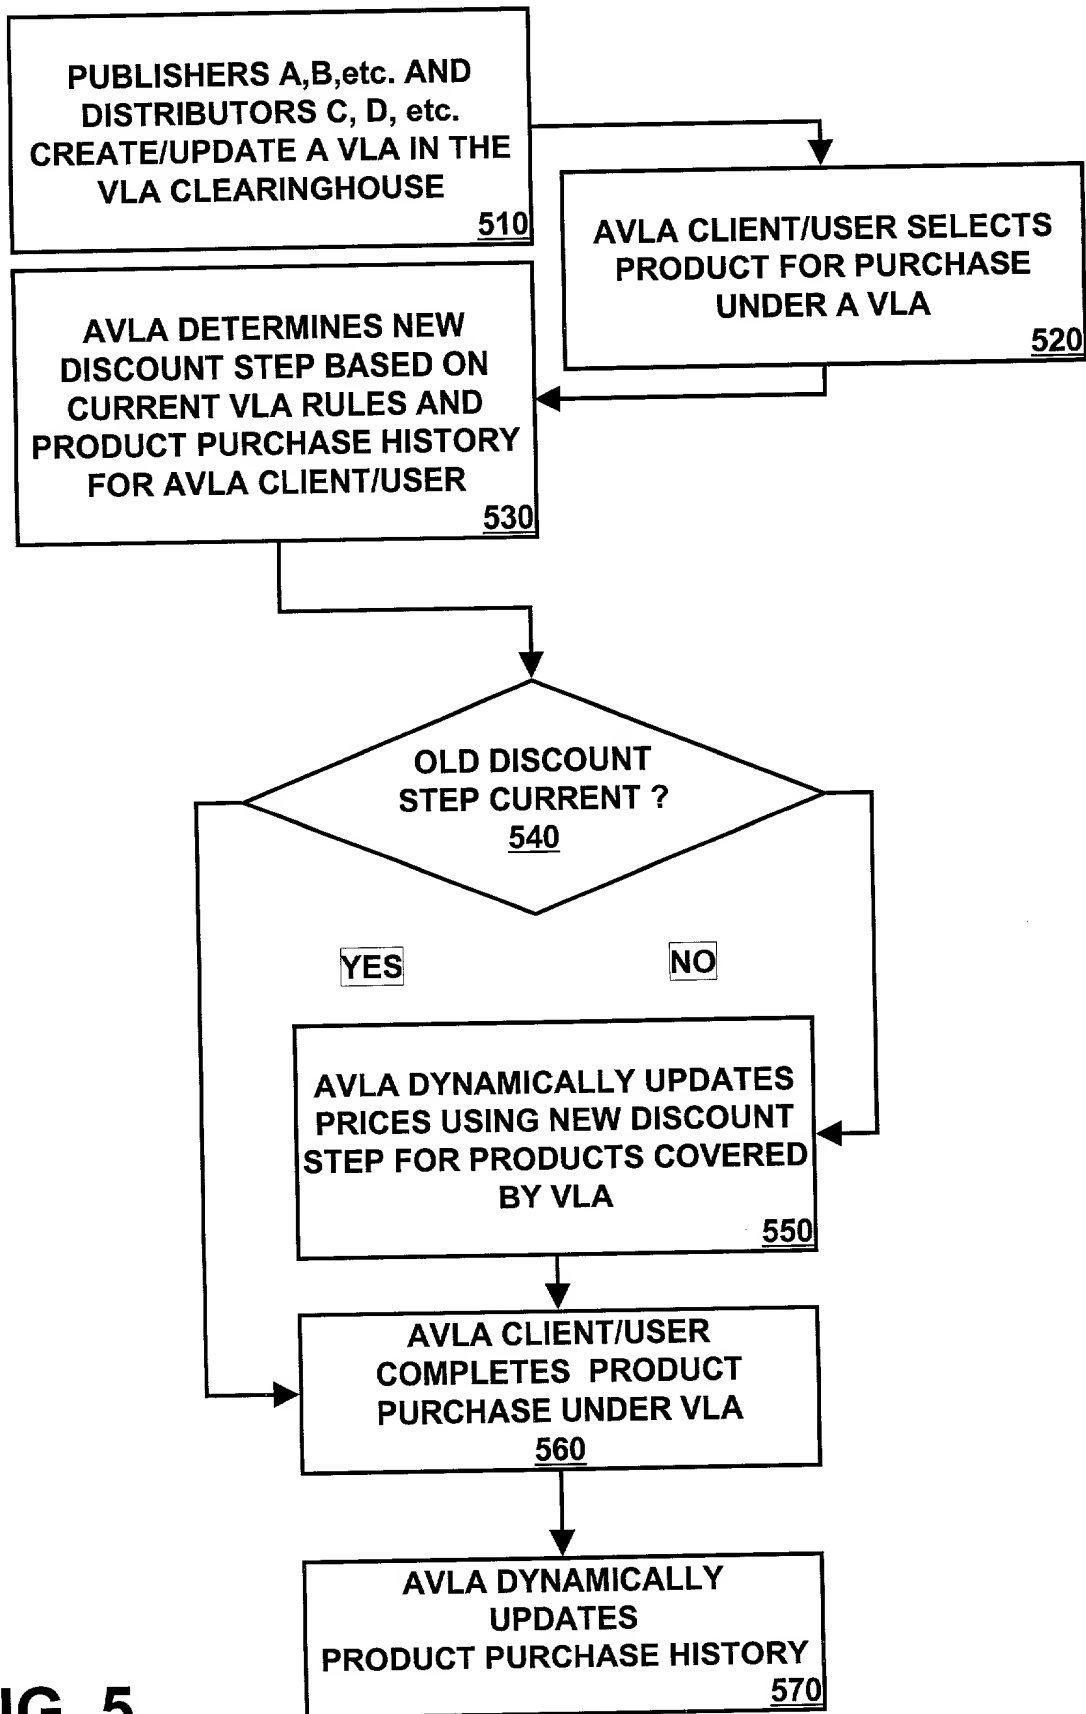 PUBLISHERS A,B,etc. AND
DISTRIBUTORS C, D, etc.
CREATE/UPDATE A VLA IN THE
VLA CLEARINGHOUSE
510
AVLA CLIENT/USER SELECTS
PRODUCT FOR PURCHASE
UNDER A VLA
520
AVLA DETERMINES NEW
DISCOUNT STEP BASED ON
CURRENT VLA RULES AND
PRODUCT PURCHASE HISTORY
FOR AVLA CLIENT/USER
530
OLD DISCOUNT
STEP CURRENT ?
540
YES
NO
AVLA DYNAMICALLY UPDATES
PRICES USING NEW DISCOUNT
STEP FOR PRODUCTS COVERED
BY VLA
550
AVLA CLIENT/USER
COMPLETES PRODUCT
PURCHASE UNDER VLA
560
AVLA DYNAMICALLY
UPDATES
PRODUCT PURCHASE HISTORY
570
5